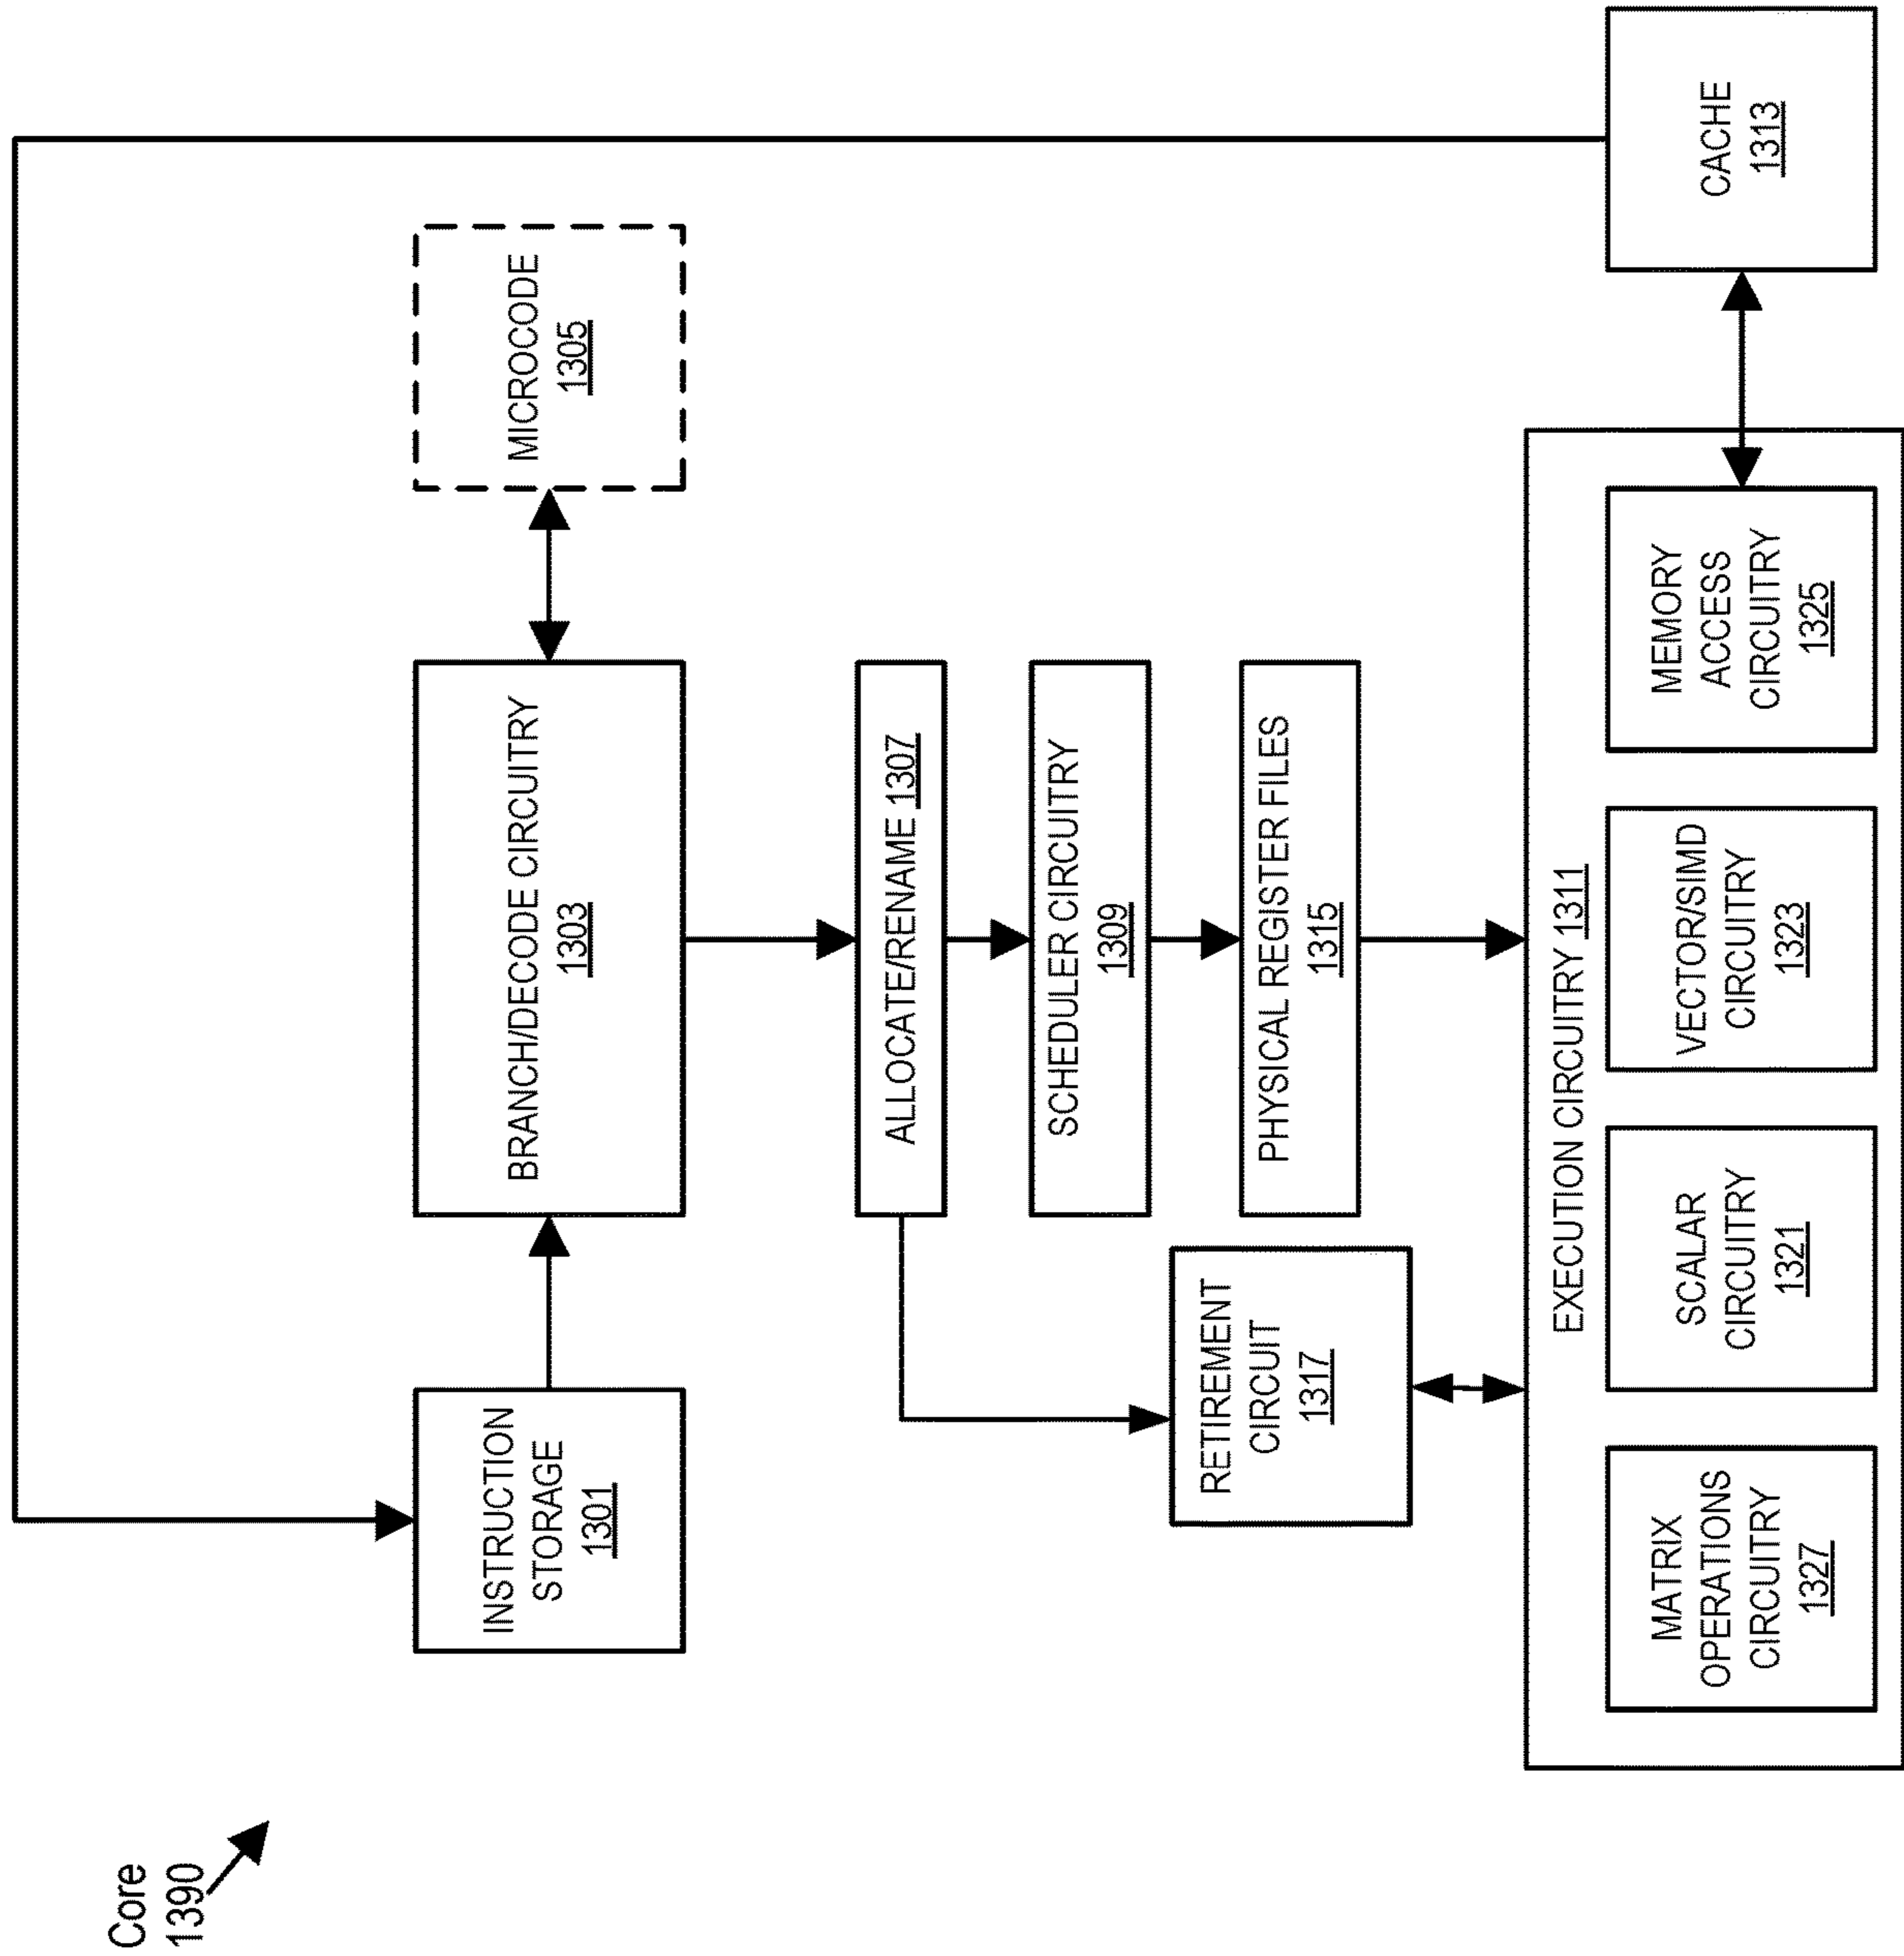 Core
1390
INSTRUCTION
STORAGE
1301
BRANCH/DECODE CIRCUITRY
1303
MICROCODE
1305
ALLOCATE/RENAME 1307
SCHEDULER CIRCUITRY
1309
PHYSICAL REGISTER FILES
1315
RETIREMENT
CIRCUIT
1317
EXECUTION CIRCUITRY 1311
MATRIX
OPERATIONS
CIRCUITRY
1327
SCALAR
CIRCUITRY
1321
VECTOR/SIMD
CIRCUITRY
1323
MEMORY
ACCESS
CIRCUITRY
1325
CACHE
1313